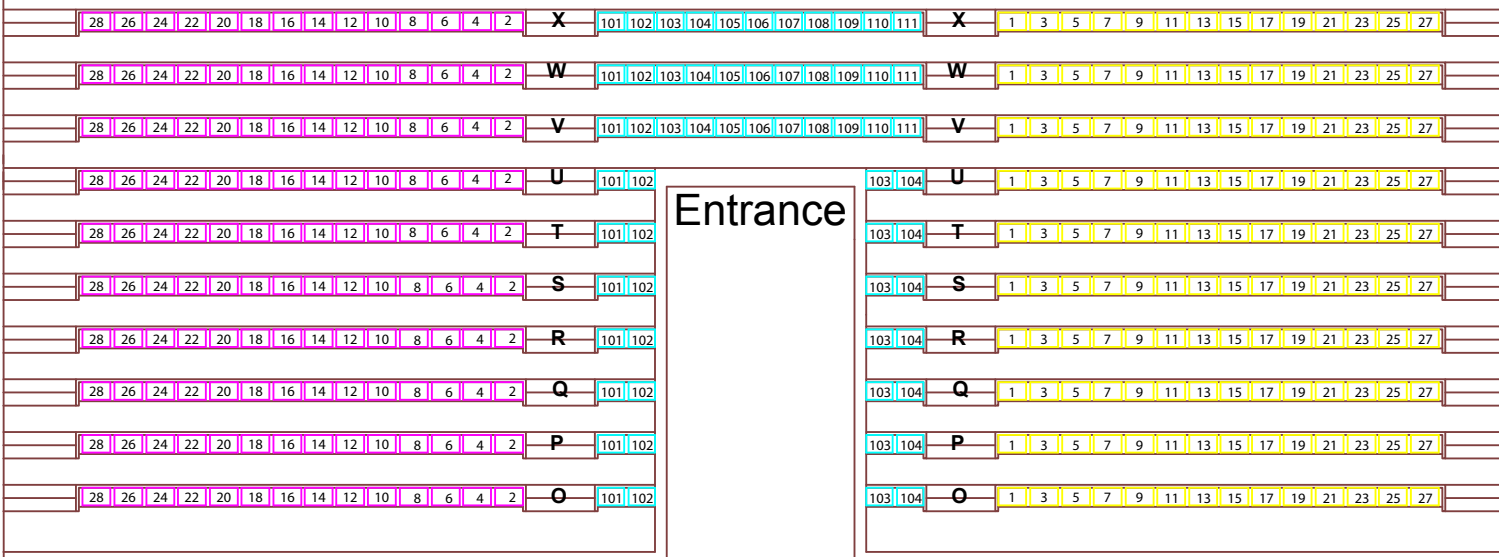 28 26 24 22 20 18 16 14 12 10 8 6 4 2 X 101 102 103 104 105 106 107 108 109 110 111 X 1 3 5 7 9 11 13 15 17 19 21 23 25 27
28 26 24 22 20 18 16 14 12 10 8 6 4 2 W 101 102 103 104 105 106 107 108 109 110 111 W 1 3 5 7 9 11 13 15 17 19 21 23 25 27
28 26 24 22 20 18 16 14 12 10 8 6 4 2 V 101 102 103 104 105 106 107 108 109 110 111 V 1 3 5 7 9 11 13 15 17 19 21 23 25 27
28 26 24 22 20 18 16 14 12 10 8 6 4 2 U 101 102 103 104 U 1 3 5 7 9 11 13 15 17 19 21 23 25 27
Entrance
28 26 24 22 20 18 16 14 12 10 8 6 4 2 T 101 102 103 104 T 1 3 5 7 9 11 13 15 17 19 21 23 25 27
28 26 24 22 20 18 16 14 12 10 8 6 4 2 S 101 102 103 104 S 1 3 5 7 9 11 13 15 17 19 21 23 25 27
28 26 24 22 20 18 16 14 12 10 8 6 4 2 R 101 102 103 104 R 1 3 5 7 9 11 13 15 17 19 21 23 25 27
28 26 24 22 20 18 16 14 12 10 8 6 4 2 Q 101 102 103 104 Q 1 3 5 7 9 11 13 15 17 19 21 23 25 27
28 26 24 22 20 18 16 14 12 10 8 6 4 2 P 101 102 103 104 P 1 3 5 7 9 11 13 15 17 19 21 23 25 27
28 26 24 22 20 18 16 14 12 10 8 6 4 2 O 101 102 103 104 O 1 3 5 7 9 11 13 15 17 19 21 23 25 27